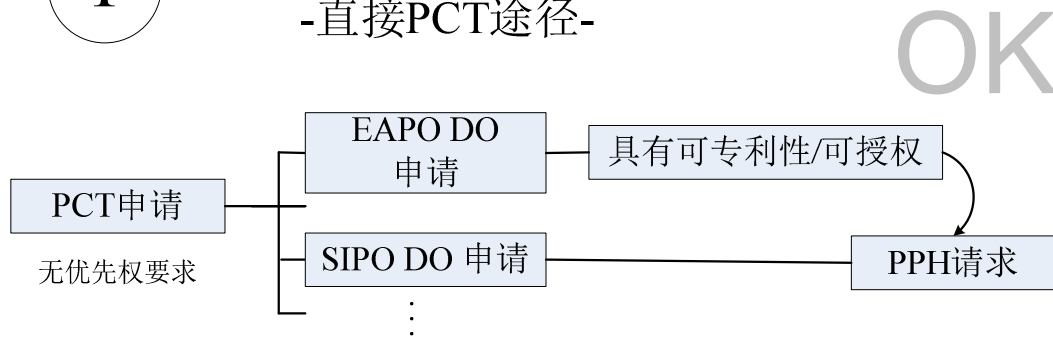 -直接PCT途径-
OK
EAPO DO
申请
具有可专利性/可授权
PCT申请
SIPO DO 申请
PPH请求
无优先权要求